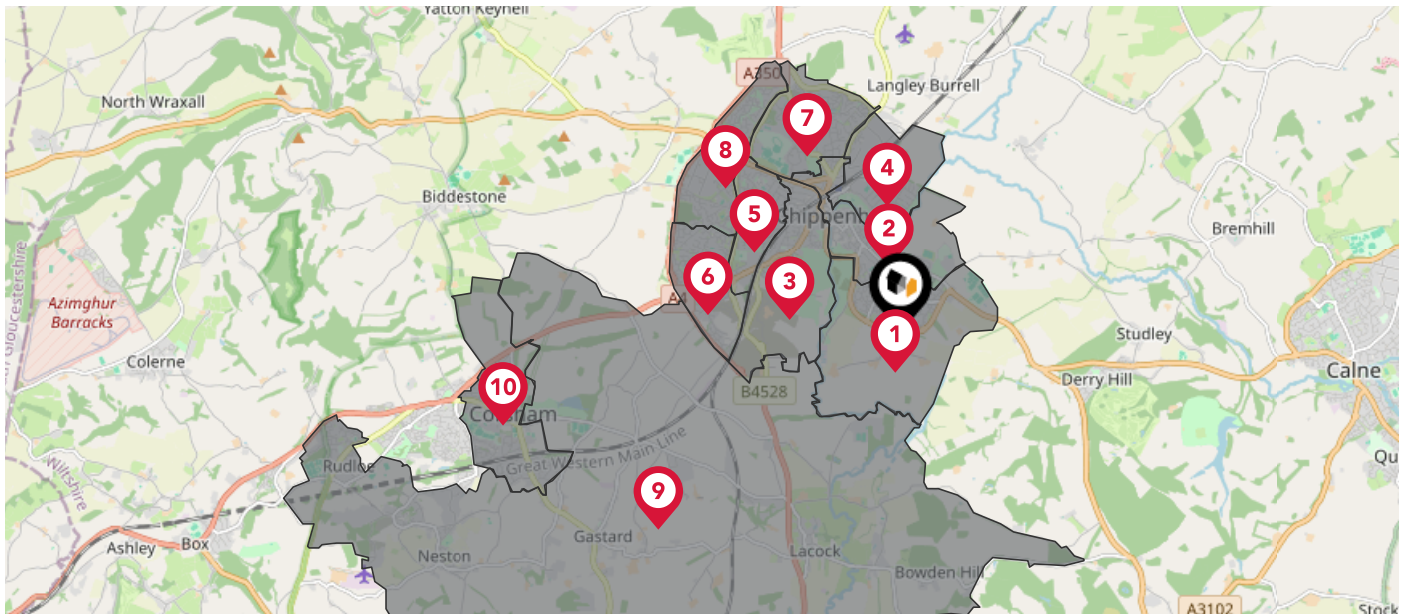 Yatton Keynell
A350
Langley Burrell
North Wraxall
7
8
4
Biddestone
5
Chippenh
2
Bremhill
6
3
A4
Azimghur
Barracks
1
Studley
Colerne
Calne
Derry Hill
10
B4528
Corsham
Gloucestershire
Great Western Main Line
Rudloe
Qu
Wiltshire
9
Gastard
Ashley
Box
Neston
Lacock
Bowden Hill
A3102
Stock